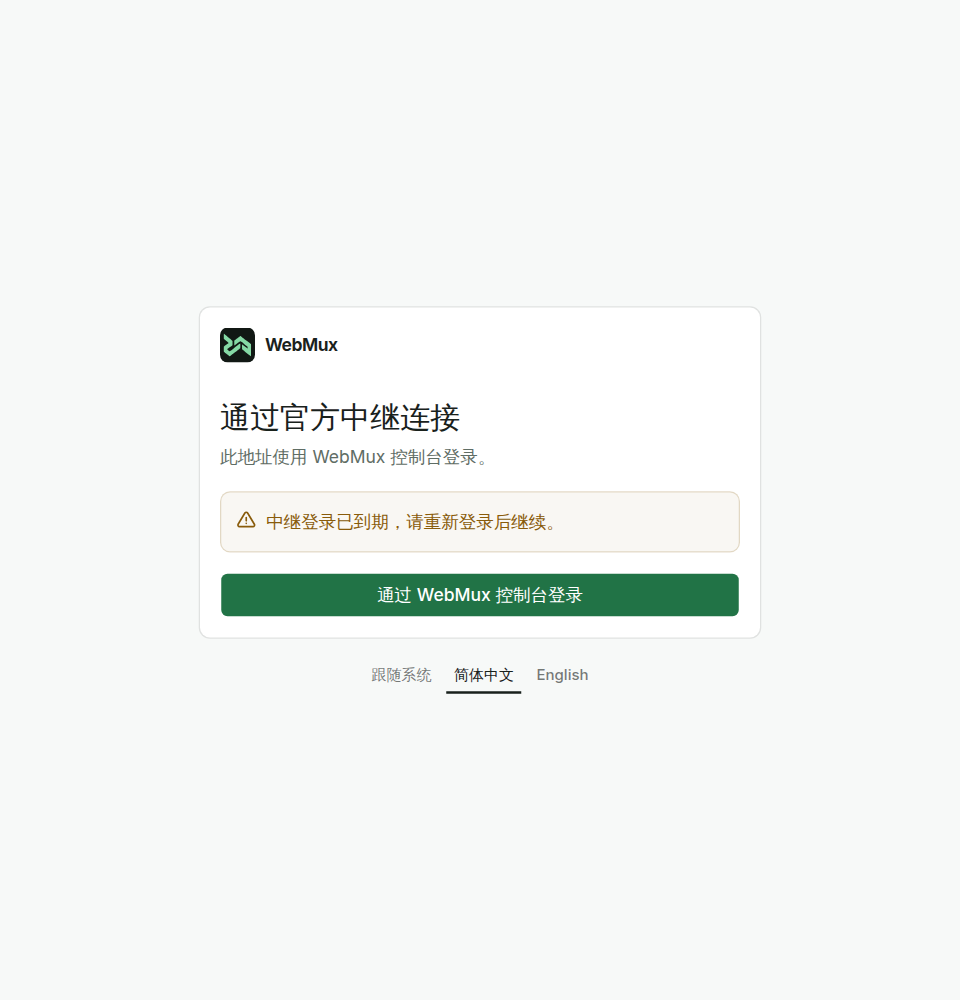 WebMux
通过官方中继连接
此地址使用 WebMux 控制台登录。
中继登录已到期，请重新登录后继续。
通过 WebMux 控制台登录
跟随系统 简体中文 English